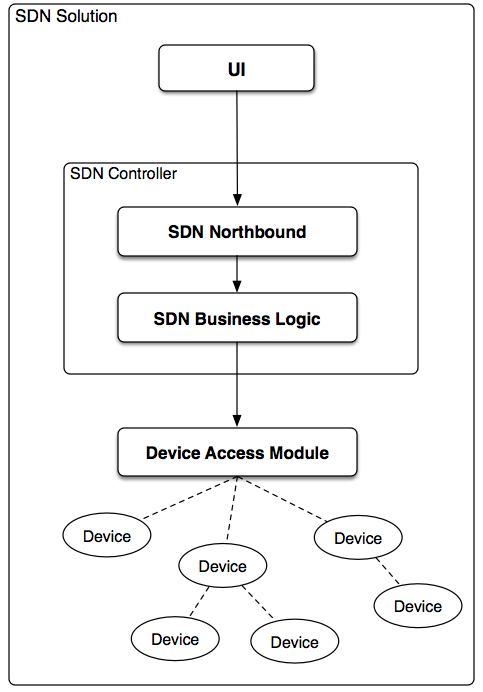 SDN Solution
UI
SDN Controller
SDN Northbound
SDN Business Logic
Device Access Module
Device
Device
Device
Device
Device
Device